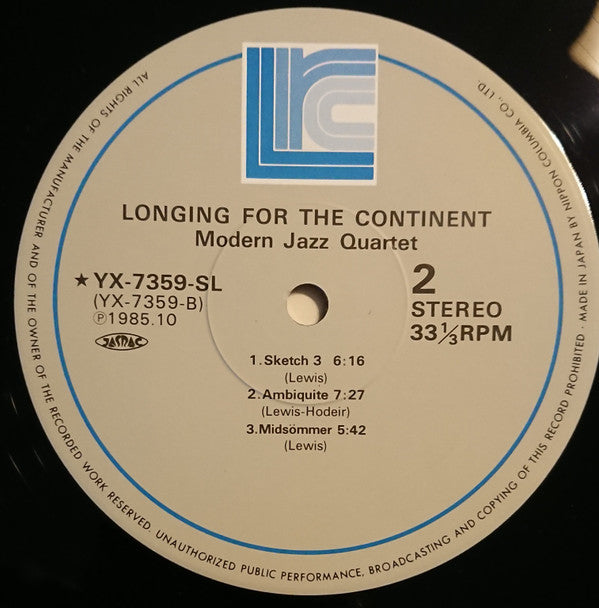 LRC
LONGING FOR THE CONTINENT
Modern Jazz Quartet
★YX-7359-SL
(YX-7359-B)
Ⓟ1985.10
JASRAC
2
STEREO
33⅓RPM
1.Sketch 3 6:16
(Lewis)
2.Ambiquite 7:27
(Lewis-Hodeir)
3.Midsömmer 5:42
(Lewis)
ALL RIGHTS OF THE MANUFACTURER AND OF THE OWNER OF THE RECORDED WORK RESERVED. UNAUTHORIZED PUBLIC PERFORMANCE, BROADCASTING AND COPYING OF THIS RECORD PROHIBITED · MADE IN JAPAN BY NIPPON COLUMBIA CO., LTD.